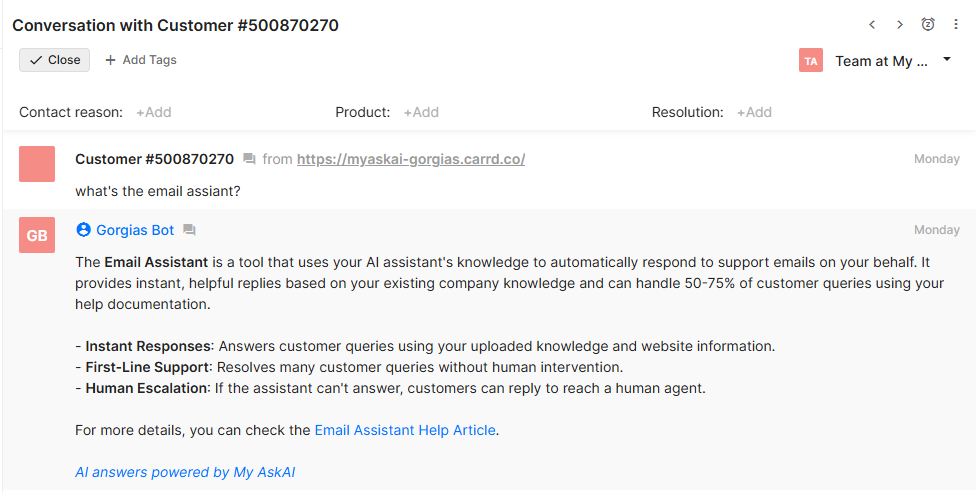 Conversation with Customer #500870270
Close
Add Tags
TA
Team at My ...
Contact reason: +Add
Product: +Add
Resolution: +Add
Customer #500870270 from https://myaskai-gorgias.carrd.co/
Monday
what's the email assiant?
GB
Gorgias Bot
Monday
The Email Assistant is a tool that uses your AI assistant's knowledge to automatically respond to support emails on your behalf. It
provides instant, helpful replies based on your existing company knowledge and can handle 50-75% of customer queries using your
help documentation.
- Instant Responses: Answers customer queries using your uploaded knowledge and website information.
- First-Line Support: Resolves many customer queries without human intervention.
- Human Escalation: If the assistant can't answer, customers can reply to reach a human agent.
For more details, you can check the Email Assistant Help Article.
AI answers powered by My AskAI